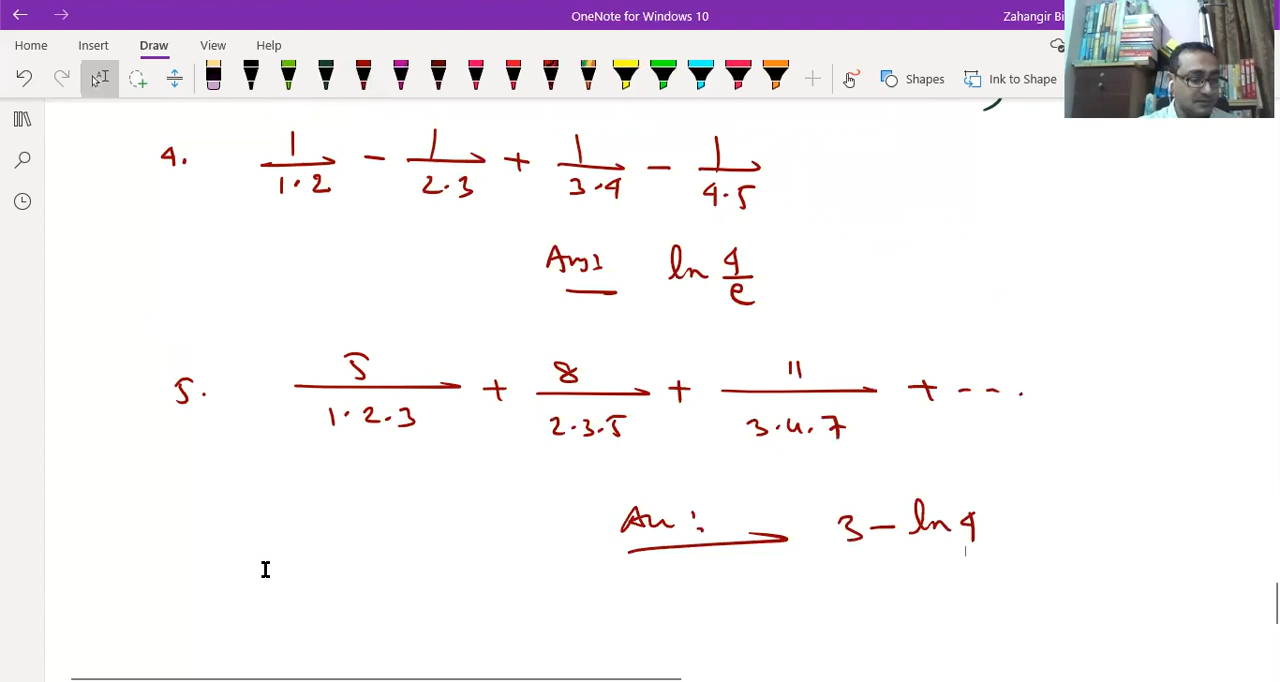 OneNote for Windows 10
Zahangir Bi
Home Insert Draw View Help
Shapes Ink to Shape
4. 1/1·2 - 1/2·3 + 1/3·4 - 1/4·5
Ans: ln 4/e
5. 5/1·2·3 + 8/2·3·5 + 11/3·4·7 + - - .
An : 3 - ln 4